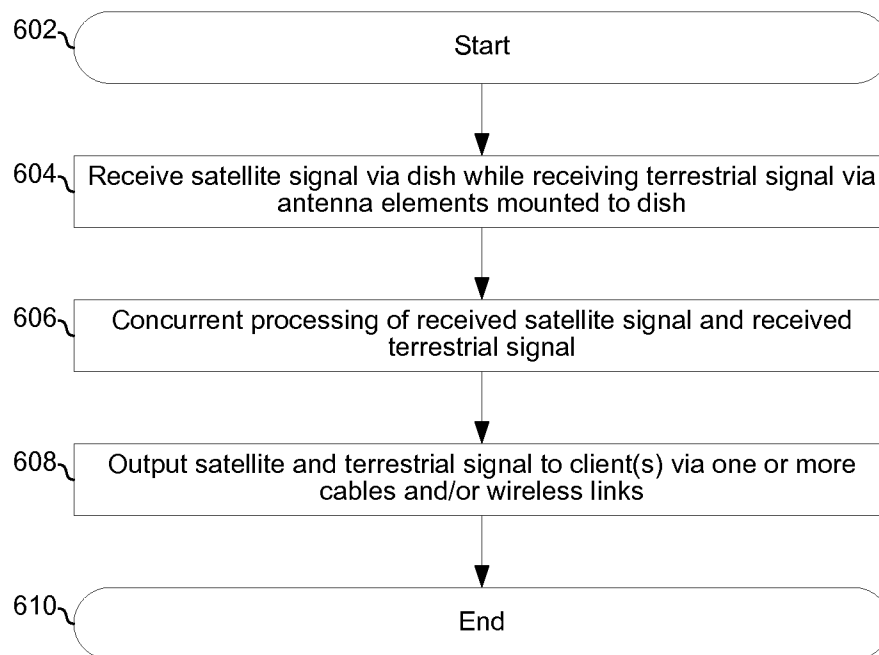 602
Start
604
Receive satellite signal via dish while receiving terrestrial signal via
antenna elements mounted to dish
606
Concurrent processing of received satellite signal and received
terrestrial signal
608
Output satellite and terrestrial signal to client(s) via one or more
cables and/or wireless links
610
End